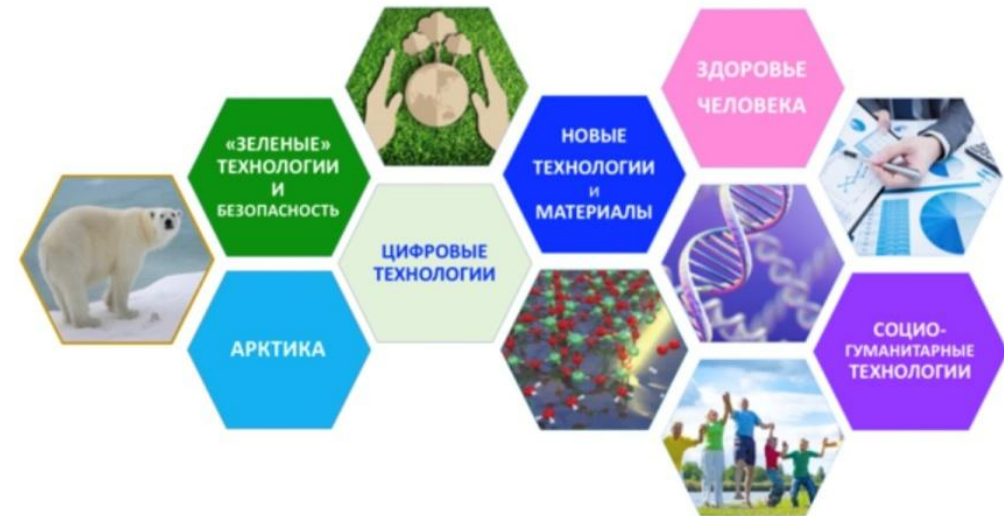 «ЗЕЛЕНЫЕ»
ТЕХНОЛОГИИ
И
БЕЗОПАСНОСТЬ
АРКТИКА
ЦИФРОВЫЕ
ТЕХНОЛОГИИ
НОВЫЕ
ТЕХНОЛОГИИ
И
МАТЕРИАЛЫ
ЗДОРОВЬЕ
ЧЕЛОВЕКА
СОЦИО-
ГУМАНИТАРНЫЕ
ТЕХНОЛОГИИ